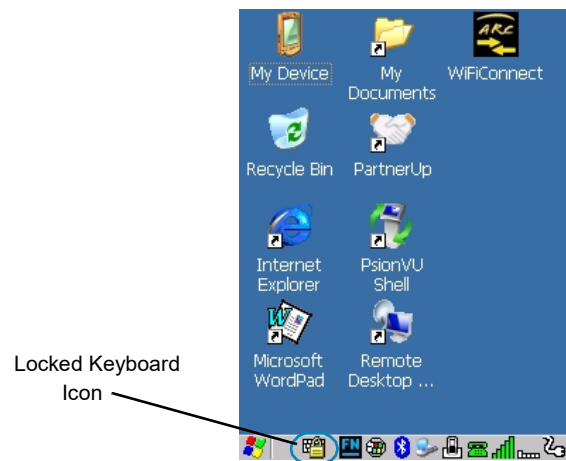 ARC
My Device
My
Documents
WiFiConnect
Recycle Bin
PartnerUp
Internet
Explorer
PsionVU
Shell
W
Microsoft
WordPad
Remote
Desktop ...
Locked Keyboard
Icon
FN